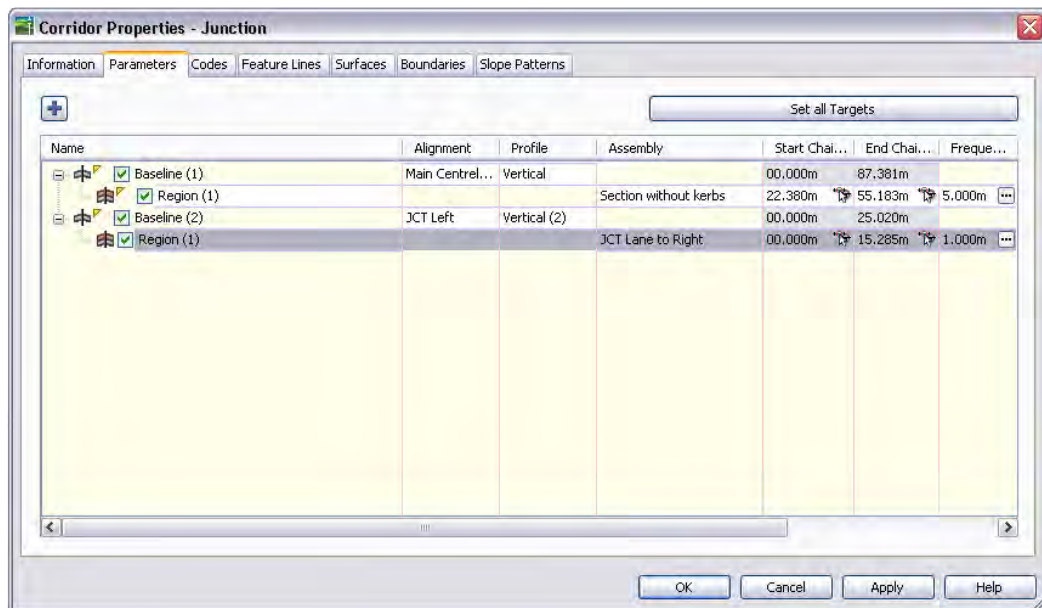 Corridor Properties - Junction
Information Parameters Codes Feature Lines Surfaces Boundaries Slope Patterns
Set all Targets
Name Alignment Profile Assembly Start Chai... End Chai... Freque...
Baseline (1) Main Centrel... Vertical 00.000m 87.381m
Region (1) Section without kerbs 22.380m 55.183m 5.000m ...
Baseline (2) JCT Left Vertical (2) 00.000m 25.020m
Region (1) JCT Lane to Right 00.000m 15.285m 1.000m ...
OK Cancel Apply Help